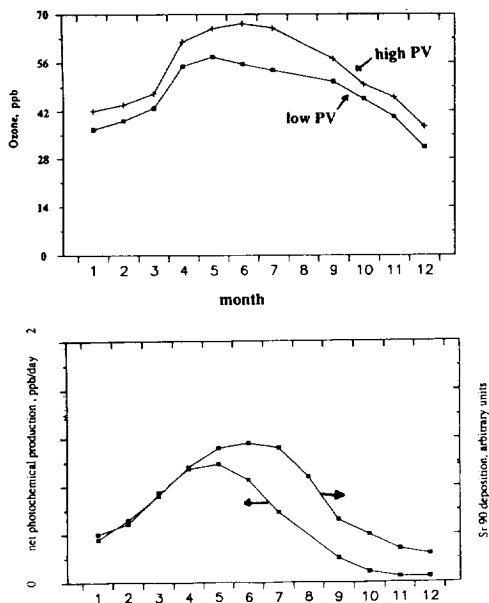 70
56
42
28
14
0
Ozone, ppb
high PV
low PV
1 2 3 4 5 6 7 8 9 10 11 12
month
2
0
net photochemical production, ppb/day
Sr 90 deposition, arbitrary units
1 2 3 4 5 6 7 8 9 10 11 12